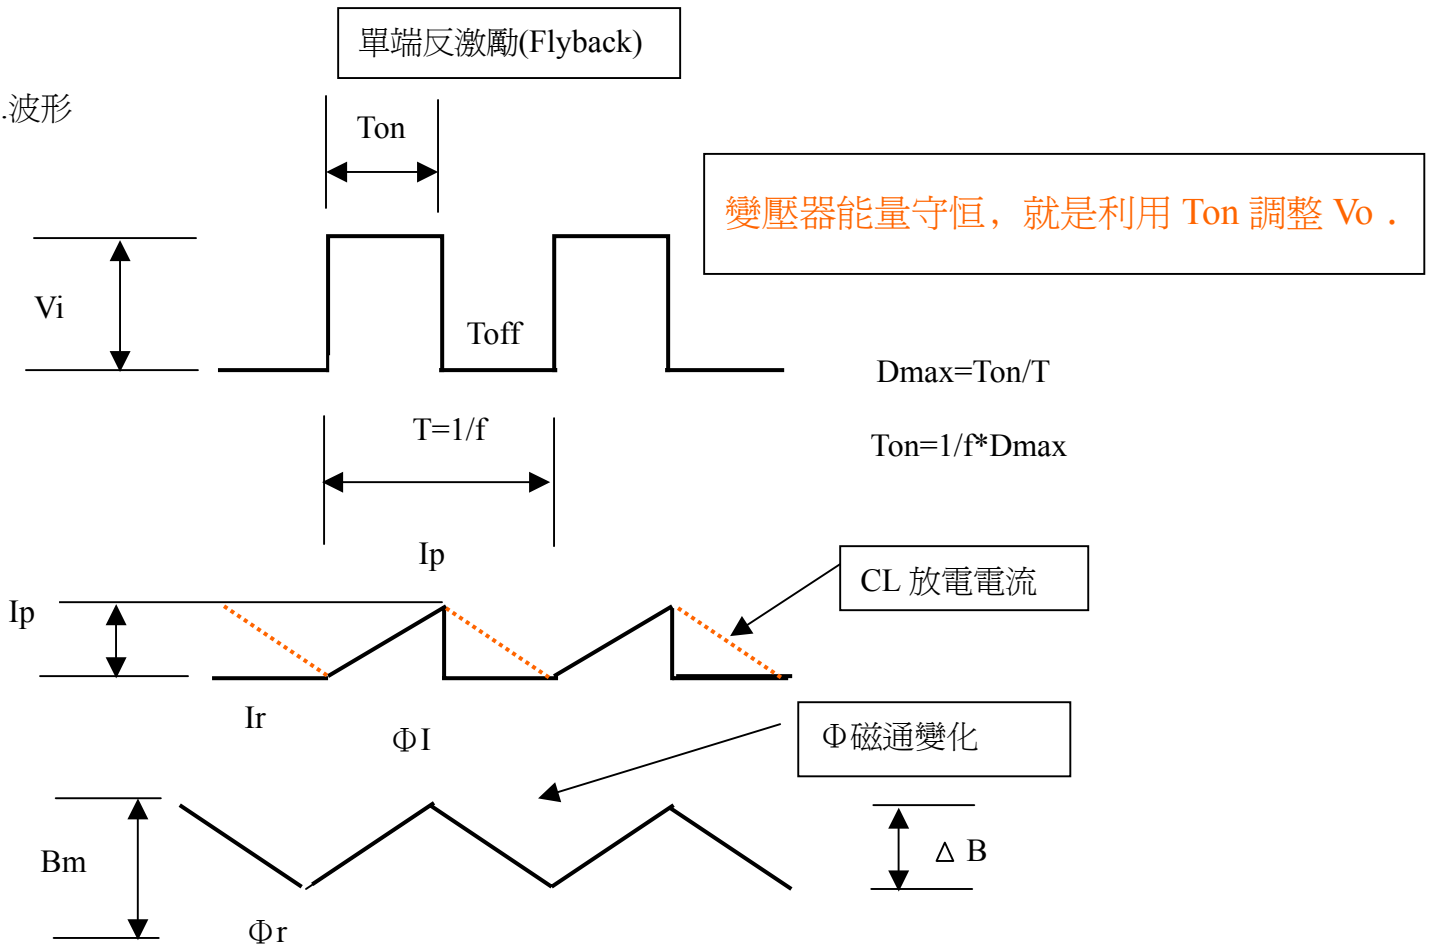 單端反激勵(Flyback)
.波形
Ton
變壓器能量守恒，就是利用 Ton 調整 Vo．
Vi
Toff
Dmax=Ton/T
T=1/f
Ton=1/f*Dmax
Ip
CL 放電電流
Ip
Ir
ΦI
Φ磁通變化
Bm
△ B
Φr